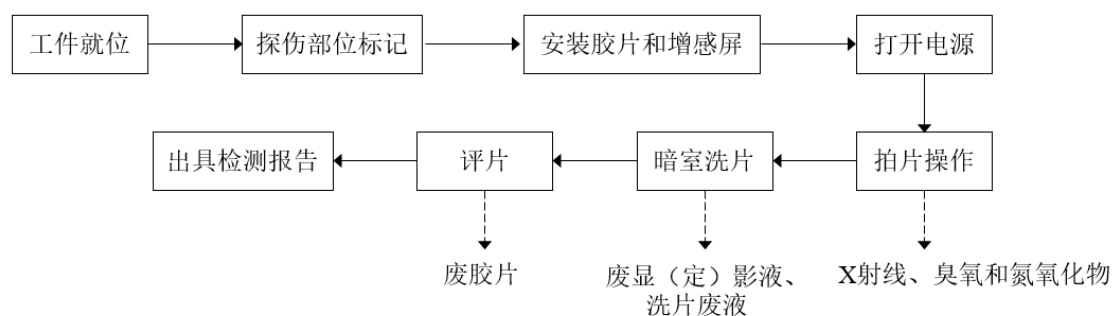 工件就位
探伤部位标记
安装胶片和增感屏
打开电源
出具检测报告
评片
暗室洗片
拍片操作
废胶片
废显（定）影液、
洗片废液
X射线、臭氧和氮氧化物